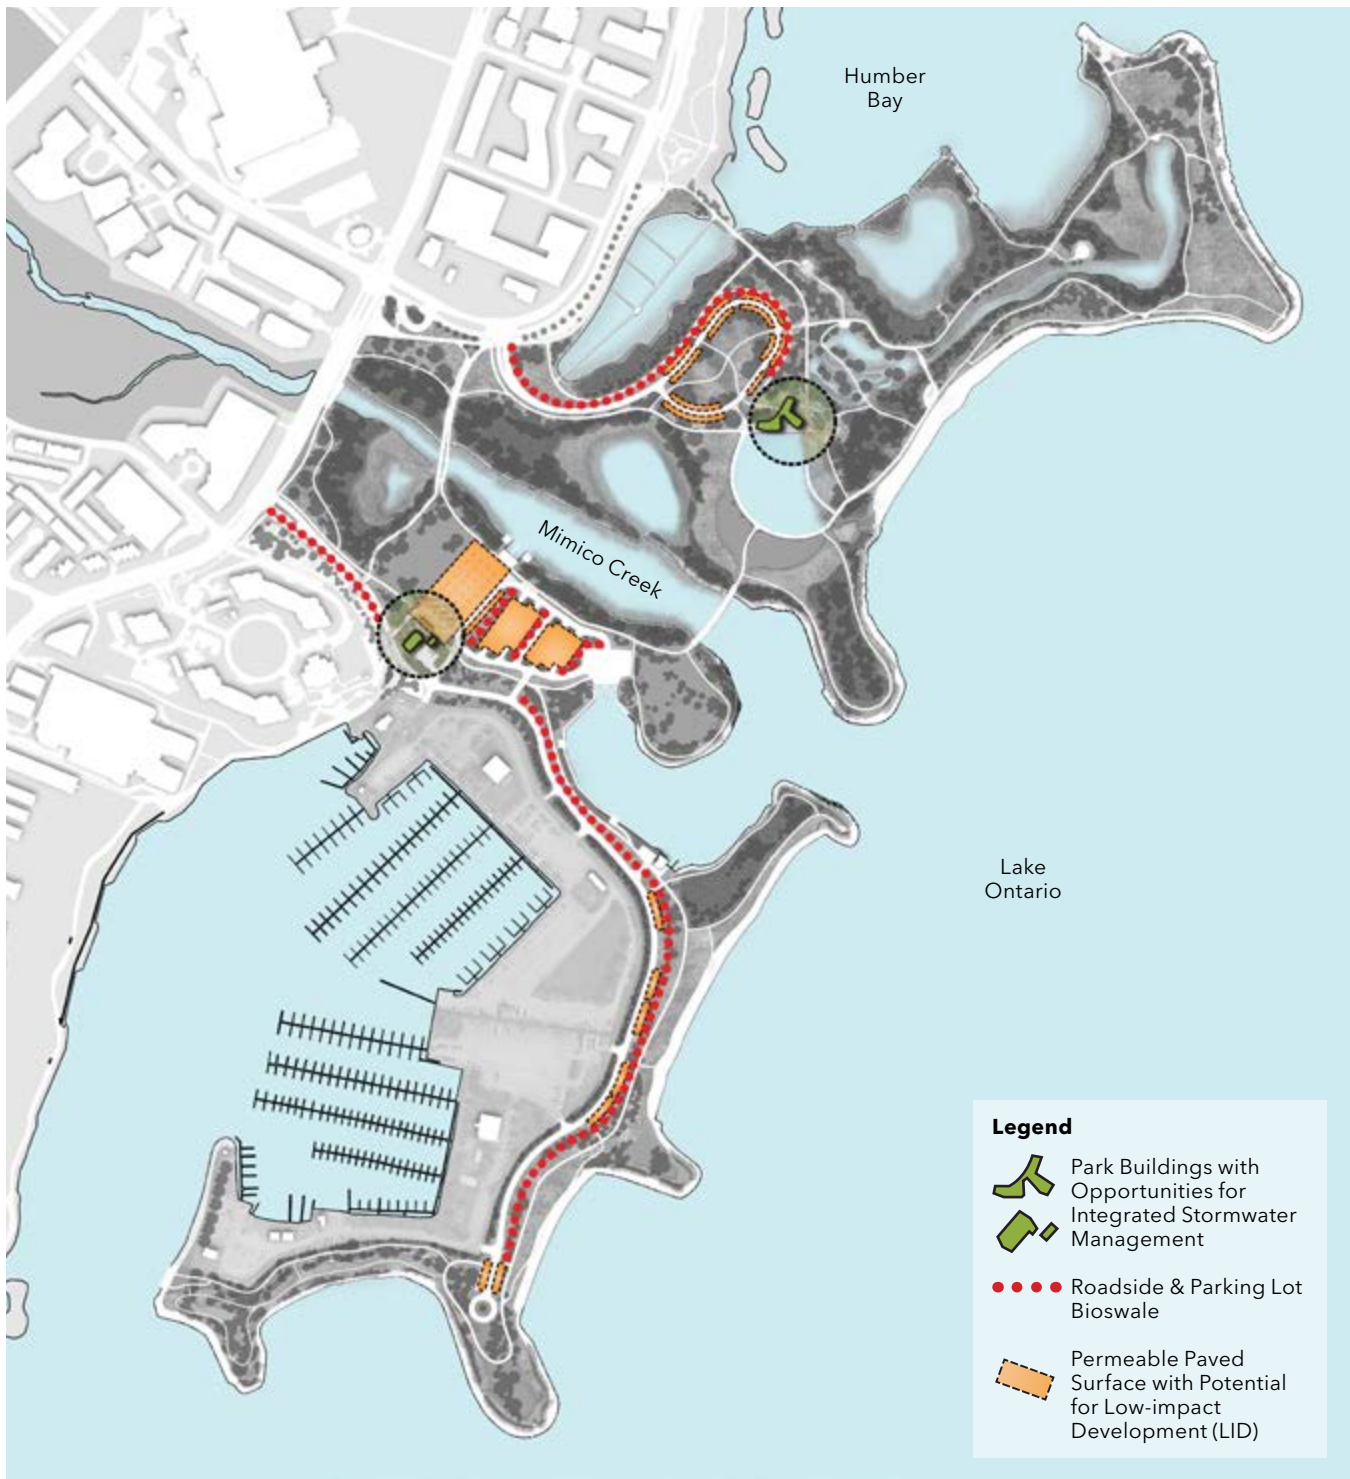 Humber
Bay
Mimico Creek
Lake
Ontario
Legend
Park Buildings with
Opportunities for
Integrated Stormwater
Management
Roadside & Parking Lot
Bioswale
Permeable Paved
Surface with Potential
for Low-impact
Development (LID)